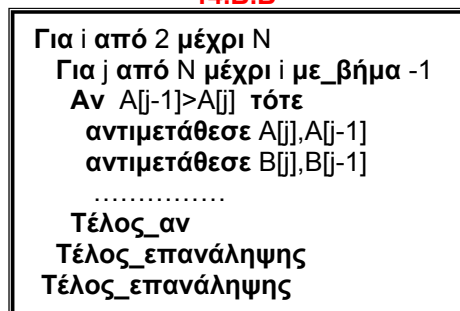 Για i από 2 μέχρι Ν
Για j από Ν μέχρι i με_βήμα -1
Αν A[j-1]>A[j] τότε
αντιμετάθεσε A[j],A[j-1]
αντιμετάθεσε B[j],B[j-1]
……………
Τέλος_αν
Τέλος_επανάληψης
Τέλος_επανάληψης